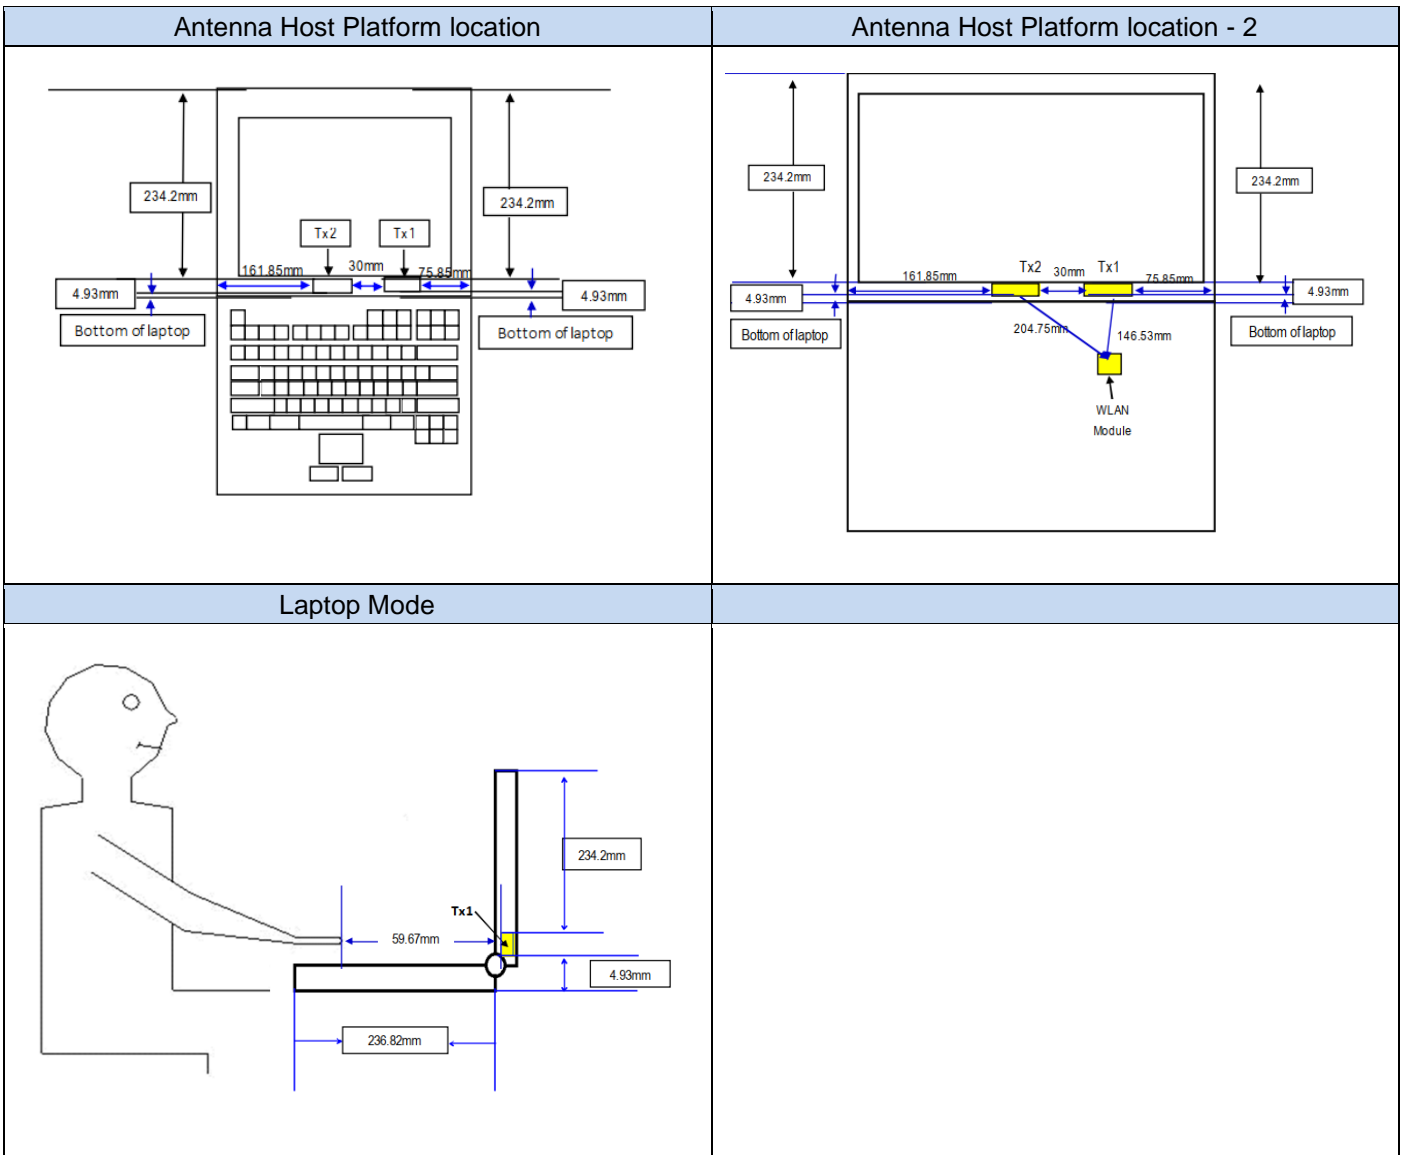 Antenna Host Platform location
Antenna Host Platform location - 2
234.2mm
234.2mm
Tx2
Tx1
161.85mm
30mm
75.85mm
4.93mm
4.93mm
Bottom of laptop
Bottom of laptop
234.2mm
234.2mm
161.85mm
Tx2
30mm
Tx1
75.85mm
4.93mm
4.93mm
Bottom of laptop
Bottom of laptop
204.75mm
146.53mm
WLAN
Module
Laptop Mode
234.2mm
Tx1
59.67mm
4.93mm
236.82mm